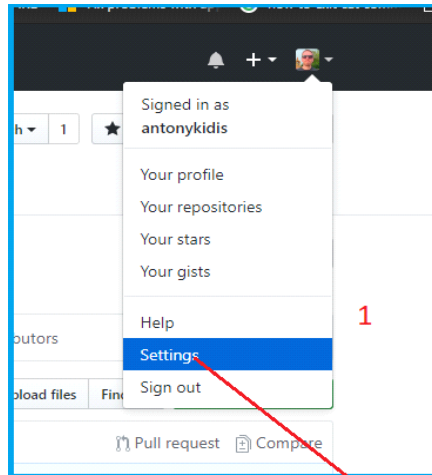 Signed in as
antonykidis
1
Your profile
Your repositories
Your stars
Your gists
Help
1
Settings
Sign out
files
Pull request
Compare